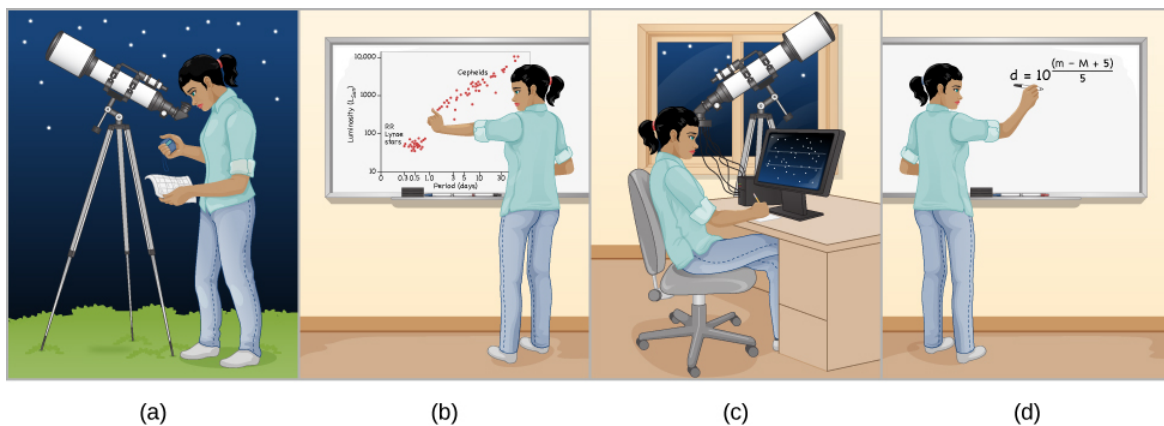 10,000
Cepheids
1000
Luminosity (LSun)
RR
Lyrae
stars
100
10
0 0.3 0.5 1.0 3 5 10 30
Period (days)
d = 10^((m – M + 5)/5)
(a) (b) (c) (d)